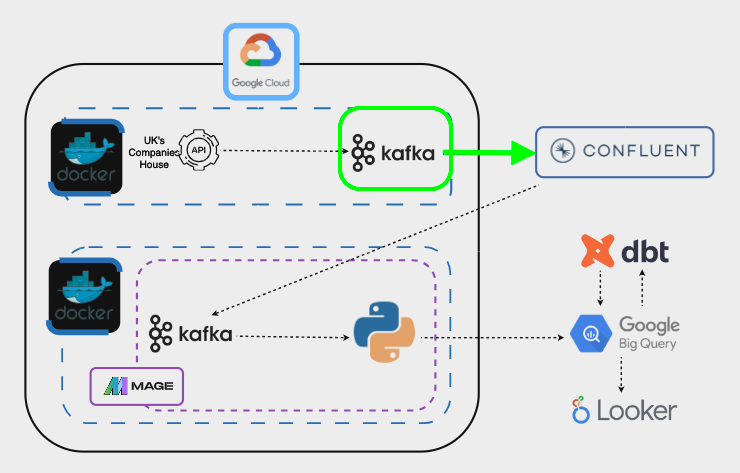 Google Cloud
docker
UK's
Companies
House
API
kafka
CONFLUENT
dbt
docker
kafka
Google
Big Query
MAGE
Looker